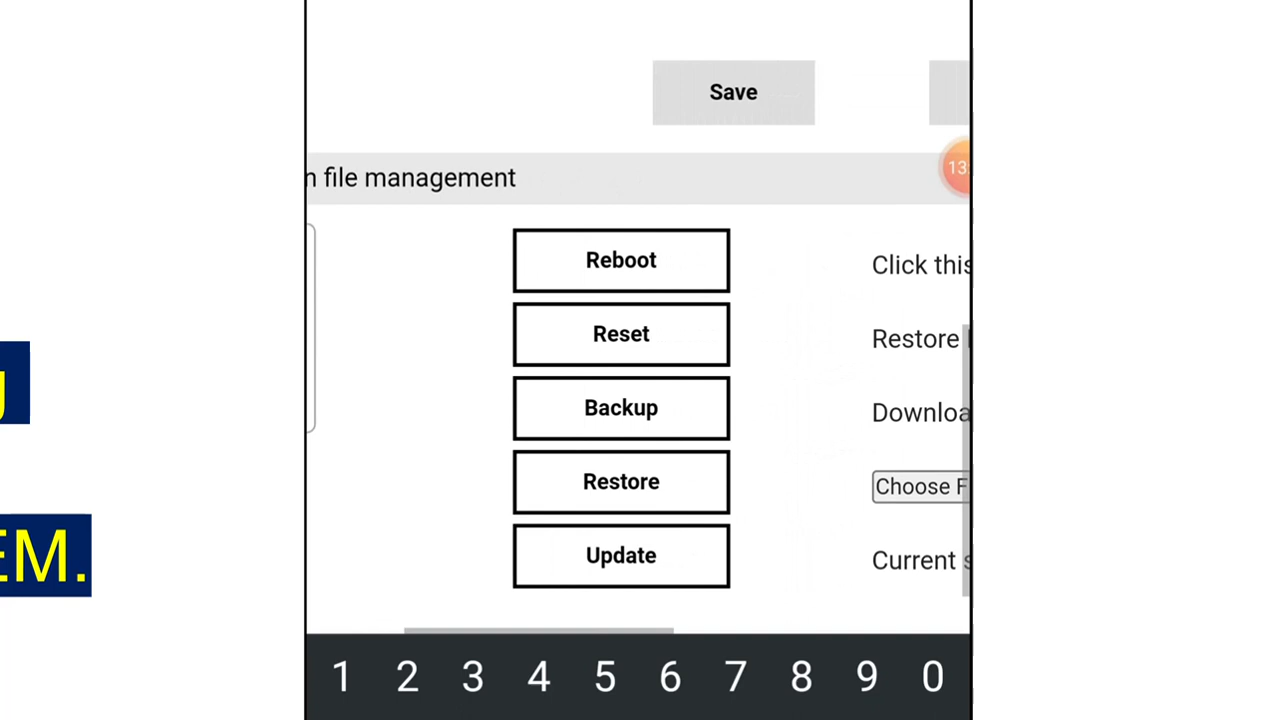 Save
file management
13
Reboot
Click this
Reset
Restore
Backup
Restore
Choose
Update
Current
EM.
1 2 3 4 5 6 7 8 9 0